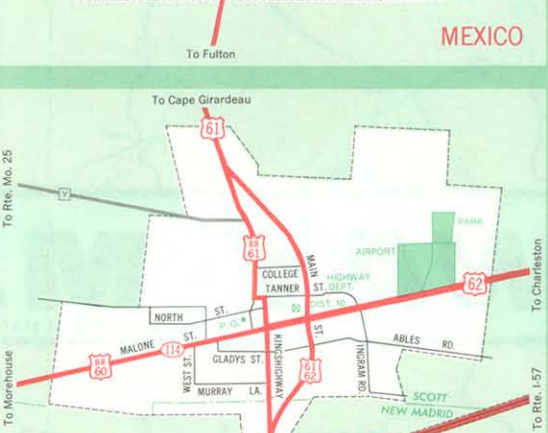 To Fulton
MEXICO
To Cape Girardeau
61
To Rte. Mo. 25
Y
PARK
BR 61
AIRPORT
MAIN ST.
COLLEGE
HIGHWAY DEPT.
DIST. 10
TANNER ST.
62
To Charleston
NORTH ST.
P.O.
MALONE ST.
114
ABLES RD.
GLADYS ST.
KINGSHIGHWAY
BR 60
WEST ST.
61 62
INGRAM RD
MURRAY LA.
SCOTT
NEW MADRID
To Morehouse
To Rte. I-57